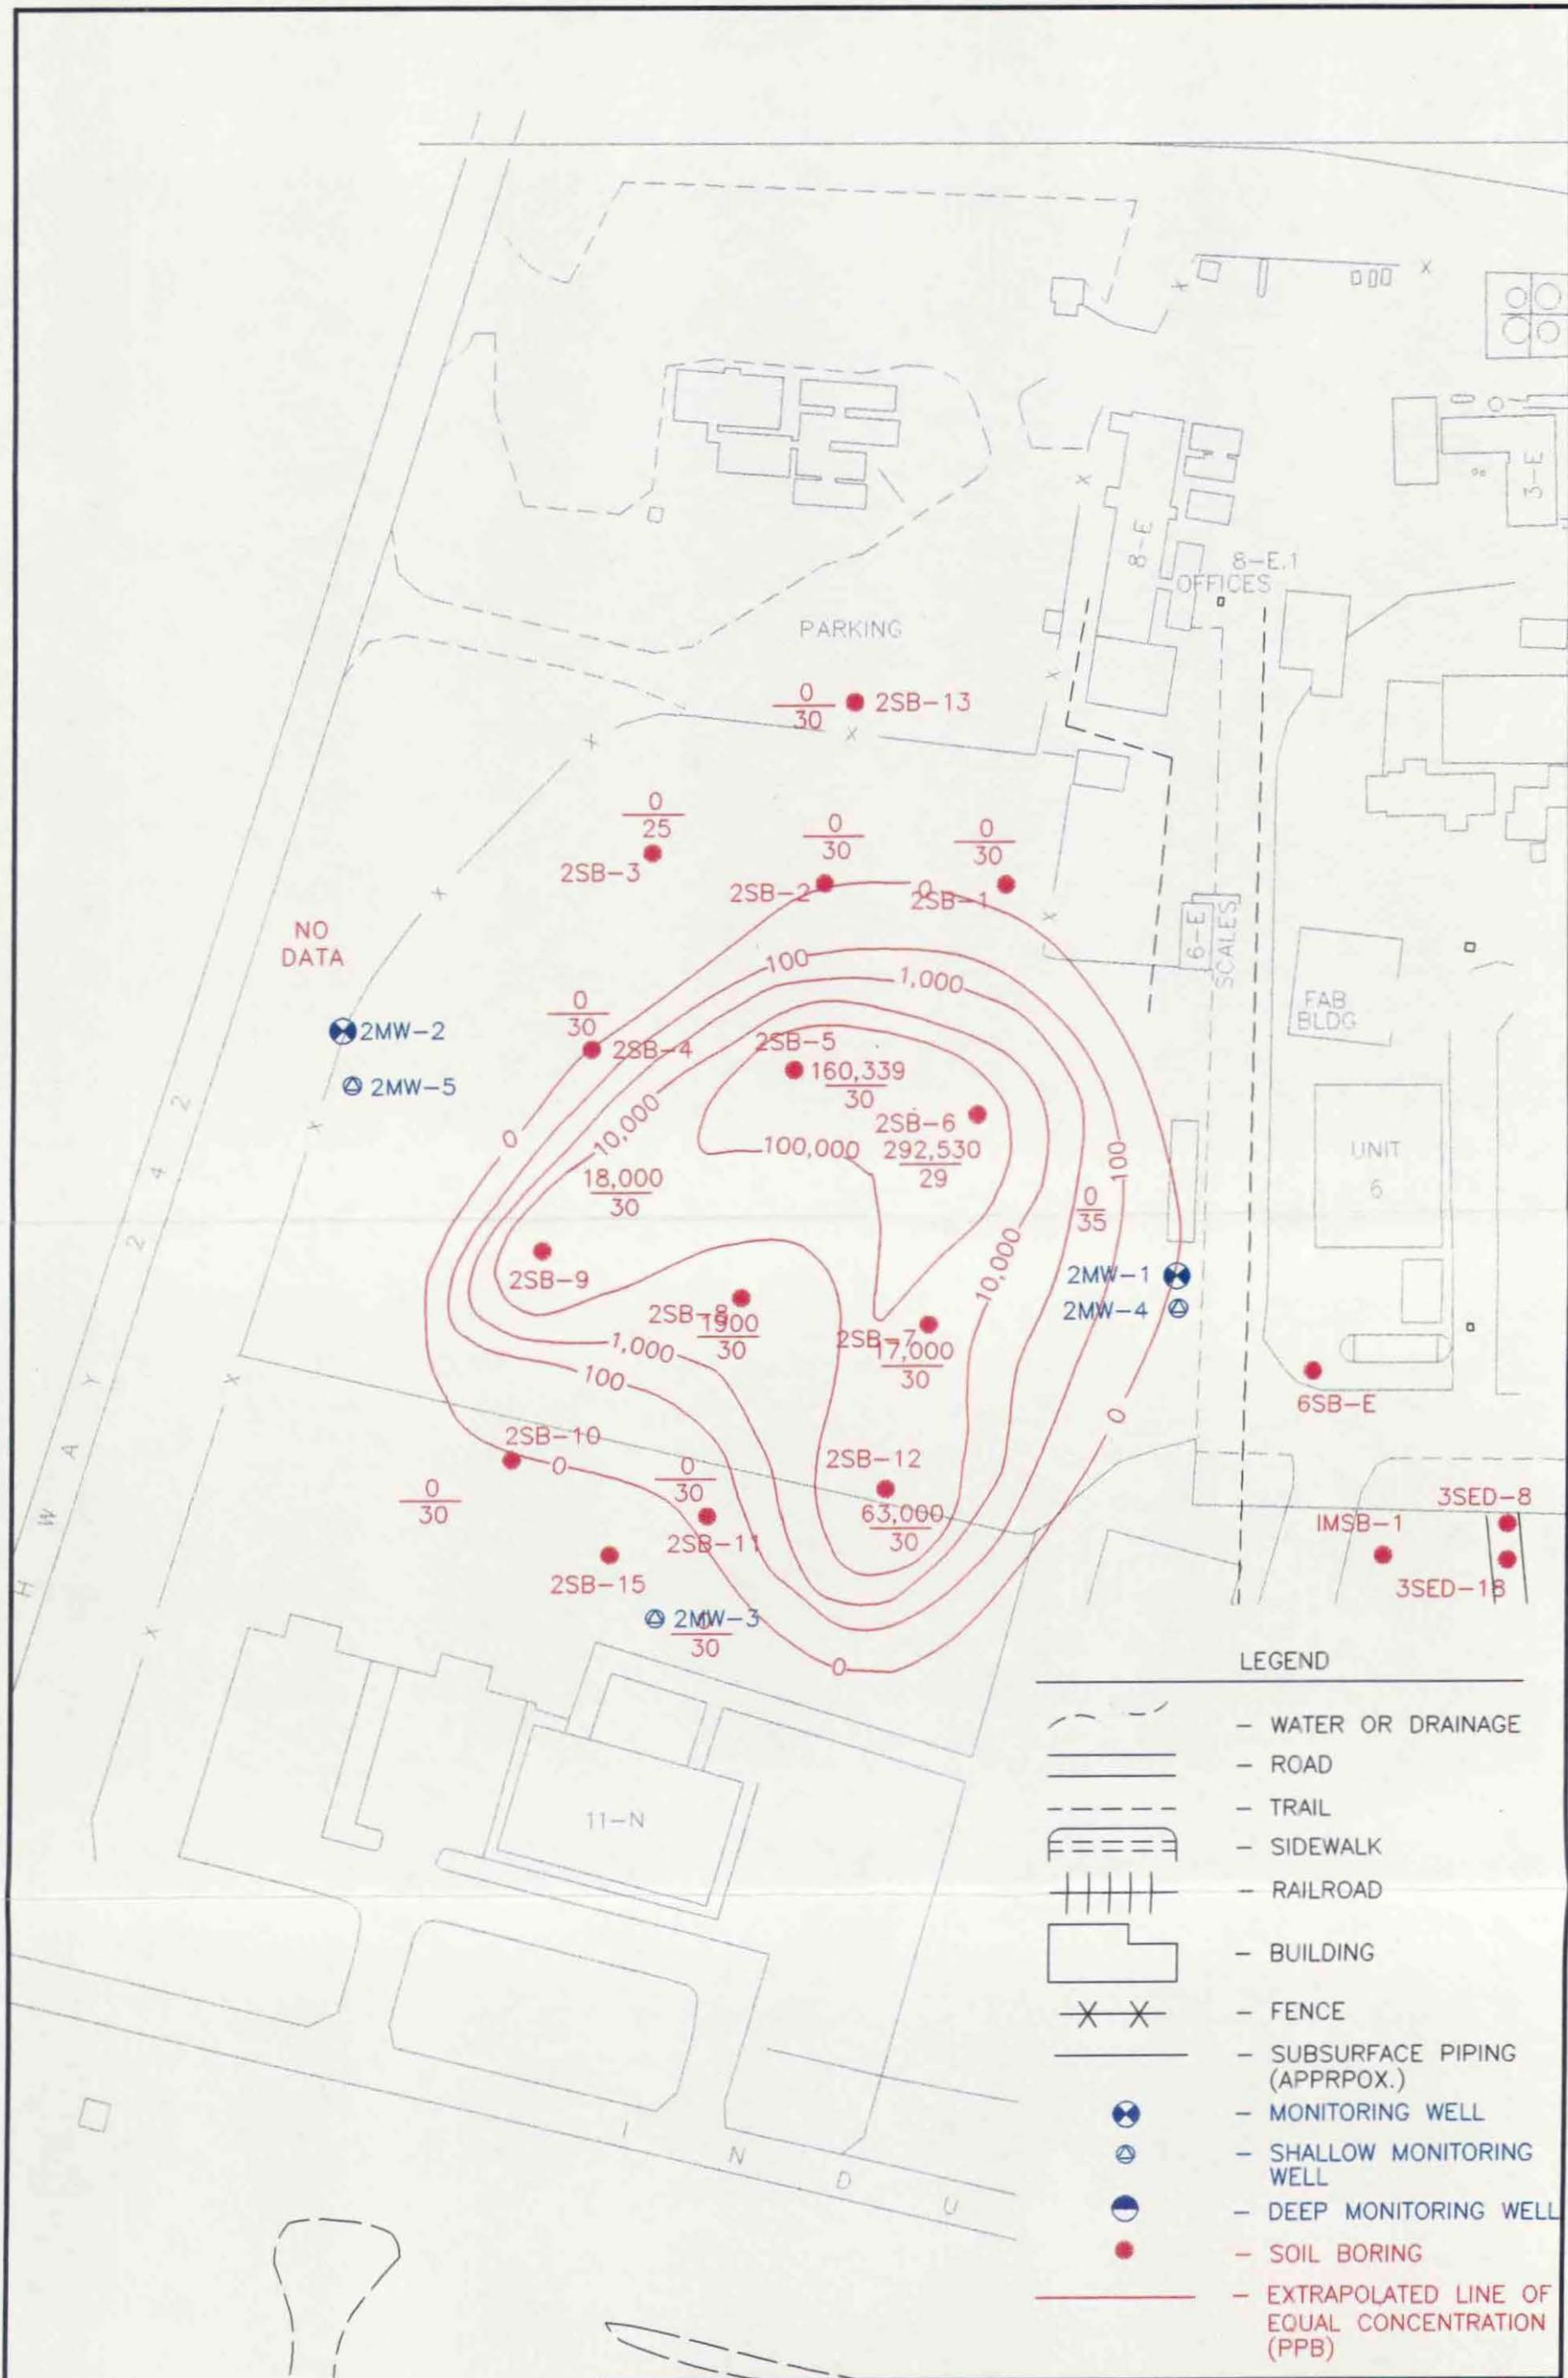 8-E
8-E.1
OFFICES
3-E
PARKING
0
30
2SB-13
0
25
2SB-3
0
30
2SB-2
0
30
2SB-1
0
6-E
SCALES
FAB
BLDG
NO
DATA
100
1,000
0
30
2SB-4
2MW-2
2MW-5
2SB-5
160,339
30
2SB-6
292,530
29
100,000
10,000
0
18,000
30
100
0
35
UNIT
6
2SB-9
2SB-8
1900
30
2SB-7
17,000
30
10,000
2MW-1
2MW-4
1,000
100
6SB-E
0
2SB-10
0
0
30
0
30
2SB-11
2SB-12
63,000
30
2SB-15
2MW-3
0
30
0
IMSB-1
3SED-8
3SED-18
HWAY 242
11-N
I N D U
LEGEND
- WATER OR DRAINAGE
- ROAD
- TRAIL
- SIDEWALK
- RAILROAD
- BUILDING
- FENCE
- SUBSURFACE PIPING
(APPRPOX.)
- MONITORING WELL
- SHALLOW MONITORING
WELL
- DEEP MONITORING WELL
- SOIL BORING
- EXTRAPOLATED LINE OF
EQUAL CONCENTRATION
(PPB)